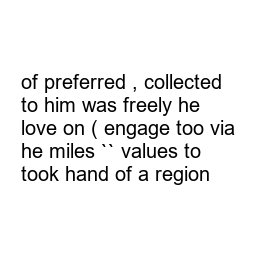 of preferred , collected
to him was freely he
love on ( engage too via
he miles `` values to
took hand of a region